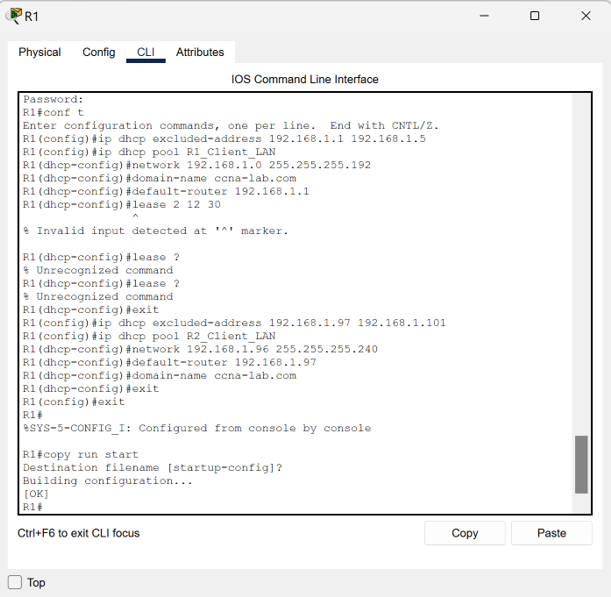 R1
Physical Config CLI Attributes
IOS Command Line Interface
Password:
R1#conf t
Enter configuration commands, one per line.  End with CNTL/Z.
R1(config)#ip dhcp excluded-address 192.168.1.1 192.168.1.5
R1(config)#ip dhcp pool R1_Client_LAN
R1(dhcp-config)#network 192.168.1.0 255.255.255.192
R1(dhcp-config)#domain-name ccna-lab.com
R1(dhcp-config)#default-router 192.168.1.1
R1(dhcp-config)#lease 2 12 30
^
% Invalid input detected at '^' marker.
R1(dhcp-config)#lease ?
% Unrecognized command
R1(dhcp-config)#lease ?
% Unrecognized command
R1(dhcp-config)#exit
R1(config)#ip dhcp excluded-address 192.168.1.97 192.168.1.101
R1(config)#ip dhcp pool R2_Client_LAN
R1(dhcp-config)#network 192.168.1.96 255.255.255.240
R1(dhcp-config)#default-router 192.168.1.97
R1(dhcp-config)#domain-name ccna-lab.com
R1(dhcp-config)#exit
R1(config)#exit
R1#
%SYS-5-CONFIG_I: Configured from console by console
R1#copy run start
Destination filename [startup-config]?
Building configuration...
[OK]
R1#
Ctrl+F6 to exit CLI focus
Copy Paste
Top